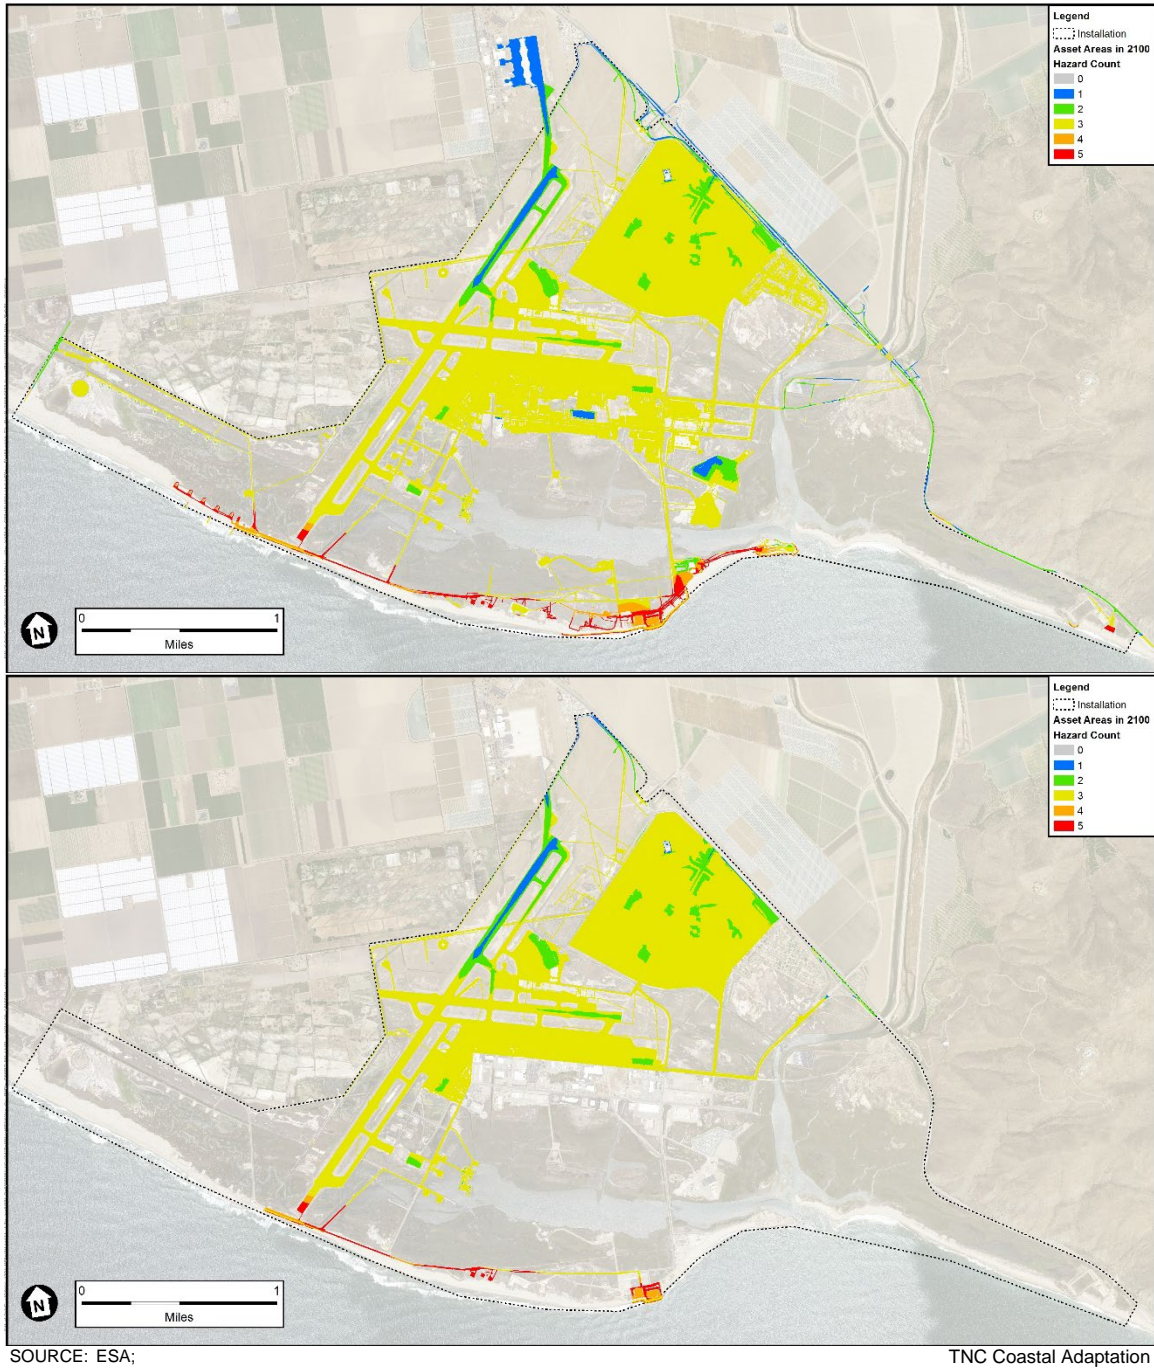 Legend
Installation
Asset Areas in 2100
Hazard Count
0
1
2
3
4
5
N
0 1
Miles
Legend
Installation
Asset Areas in 2100
Hazard Count
0
1
2
3
4
5
N
0 1
Miles
SOURCE: ESA; TNC Coastal Adaptation